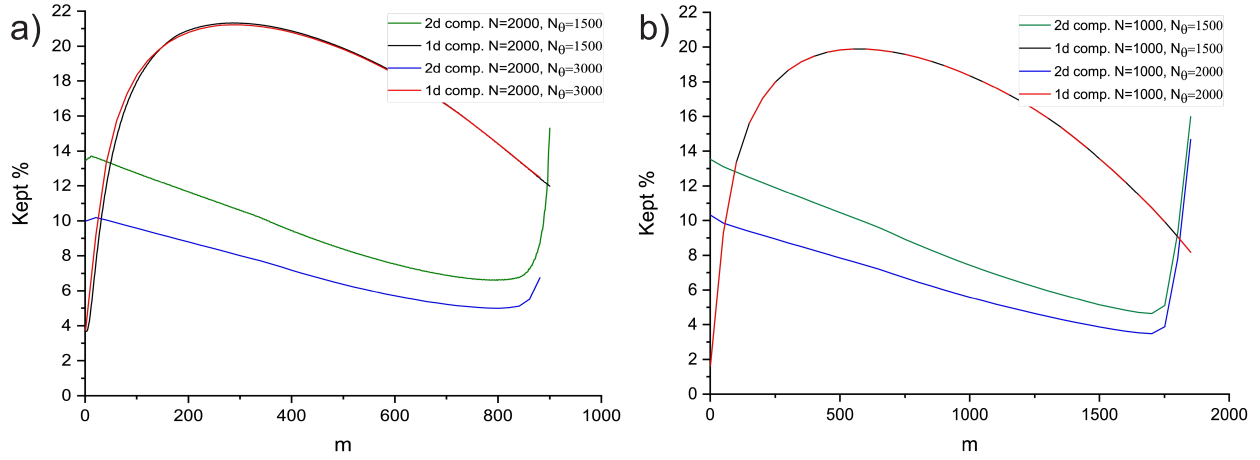 a)
2d comp. N=2000, Nθ=1500
1d comp. N=2000, Nθ=1500
2d comp. N=2000, Nθ=3000
1d comp. N=2000, Nθ=3000
Kept %
22
20
18
16
14
12
10
8
6
4
2
0
0
200
400
600
800
1000
m
b)
2d comp. N=1000, Nθ=1500
1d comp. N=1000, Nθ=1500
2d comp. N=1000, Nθ=2000
1d comp. N=1000, Nθ=2000
Kept %
22
20
18
16
14
12
10
8
6
4
2
0
0
500
1000
1500
2000
m